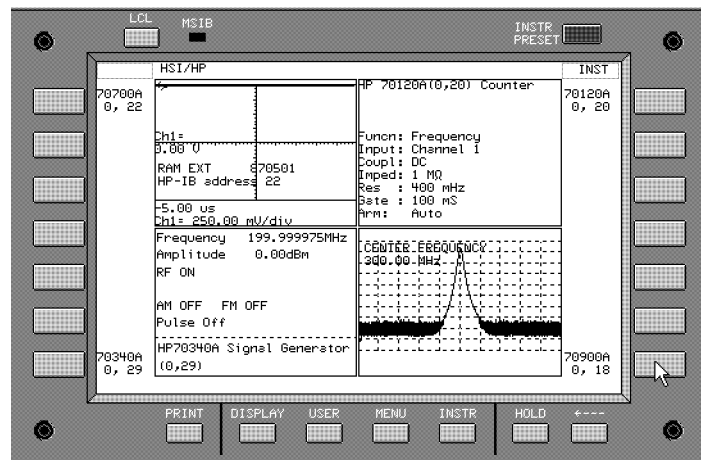 LCL
MSIB
INSTR
PRESET
HSI/HP
INST
70700A
0, 22
Ch1=
0.00 V
RAM EXT 870501
HP-IB address 22
-5.00 us
Ch1= 250.00 mV/div
HP 70120A(0,20) Counter
Funcn: Frequency
Input: Channel 1
Coupl: DC
Imped: 1 MΩ
Res : 400 mHz
Gate : 100 mS
Arm: Auto
70120A
0, 20
Frequency 199.999975MHz
Amplitude 0.00dBm
RF ON
AM OFF FM OFF
Pulse Off
HP70340A Signal Generator
(0,29)
70340A
0, 29
CENTER FREQUENCY
300.00 MHZ
70900A
0, 18
PRINT
DISPLAY
USER
MENU
INSTR
HOLD
←---